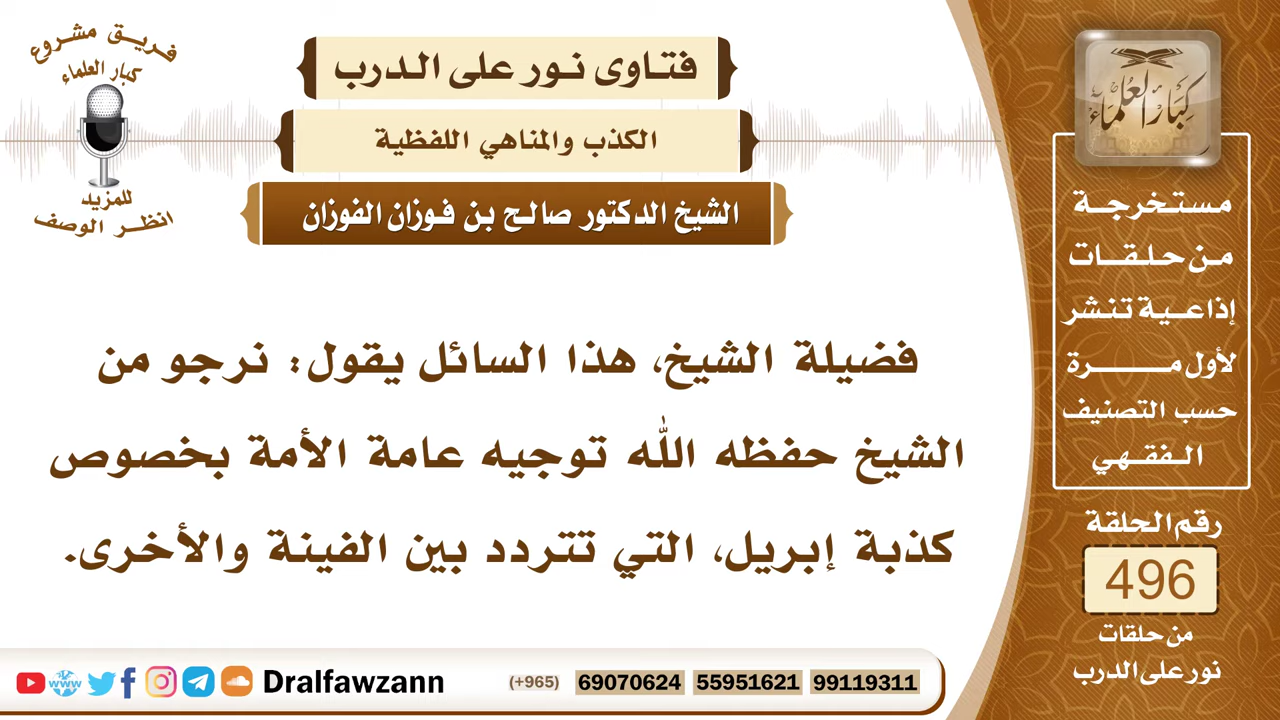 فريق مشروع
كبار العلماء
للمزيد
انظر الوصف
فتاوى نور على الدرب
الكذب والمناهي اللفظية
الشيخ الدكتور صالح بن فوزان الفوزان
فضيلة الشيخ، هذا السائل يقول: نرجو من
الشيخ حفظه الله توجيه عامة الأمة بخصوص
كذبة إبريل، التي تتردد بين الفينة والأخرى.
كبار العلماء
مستخرجة
من حلقات
إذاعية تنشر
لأول مرة
حسب التصنيف
الفقهي
رقم الحلقة
496
من حلقات
نور على الدرب
www
Dralfawzann
(+965) 69070624 55951621 99119311